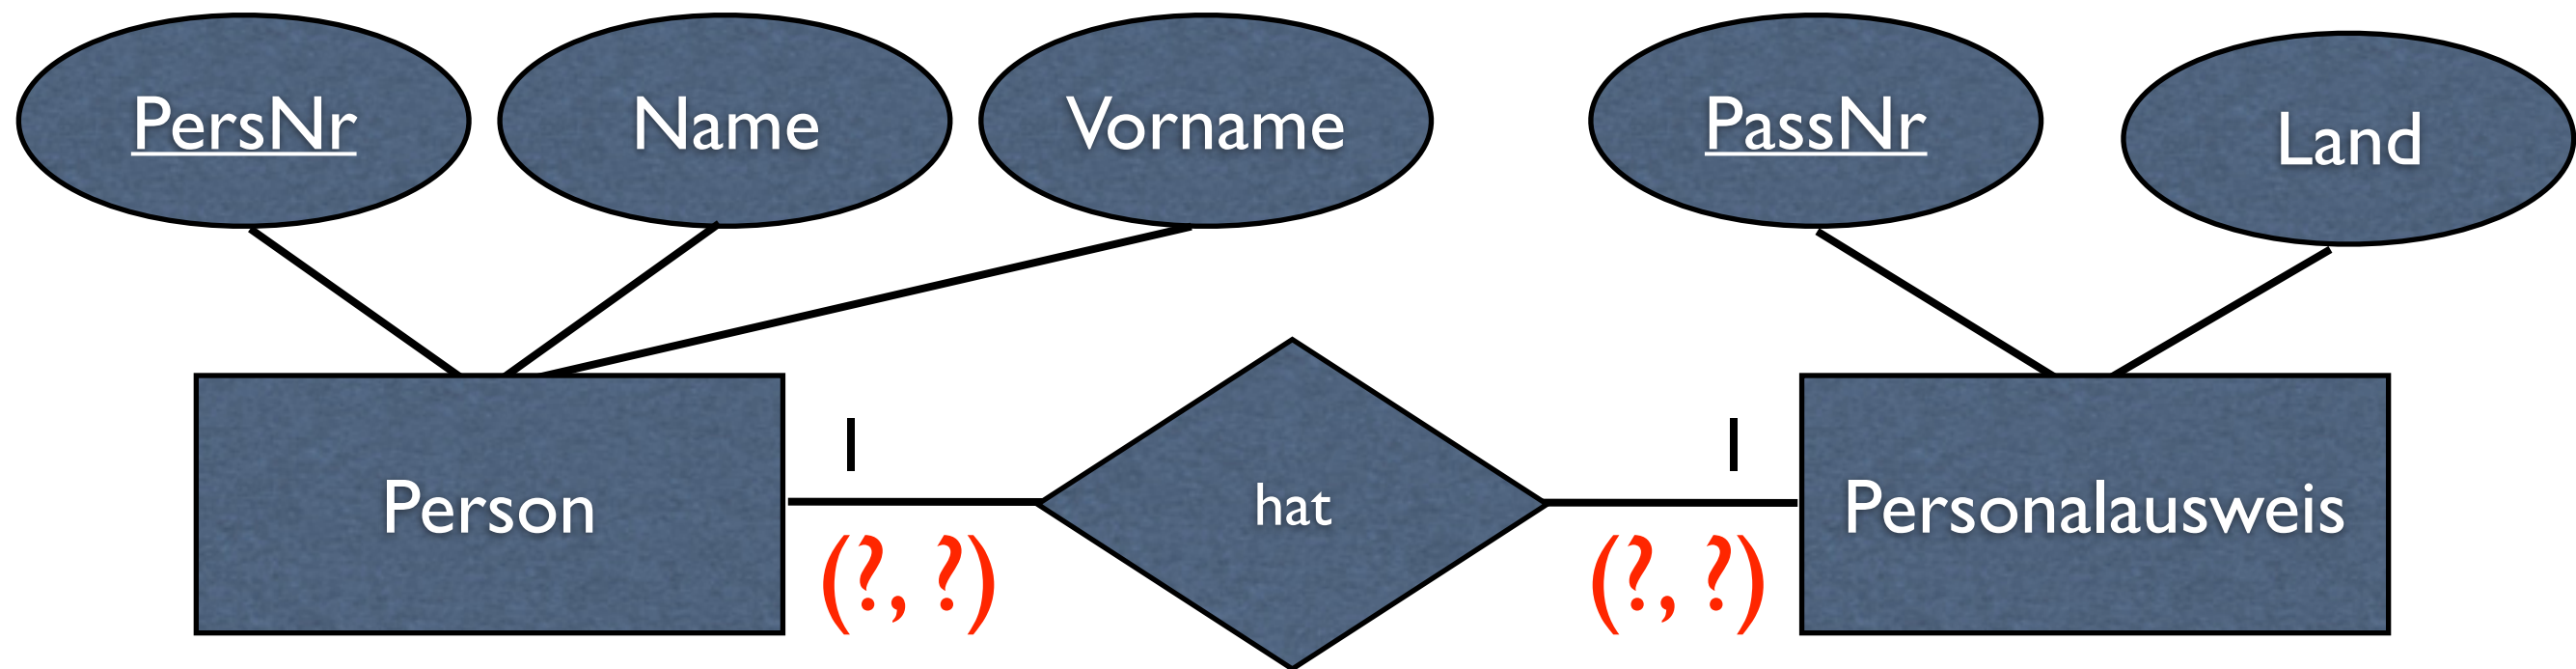 PersNr
Name
Vorname
PassNr
Land
1
1
Person
hat
Personalausweis
(?, ?)
(?, ?)